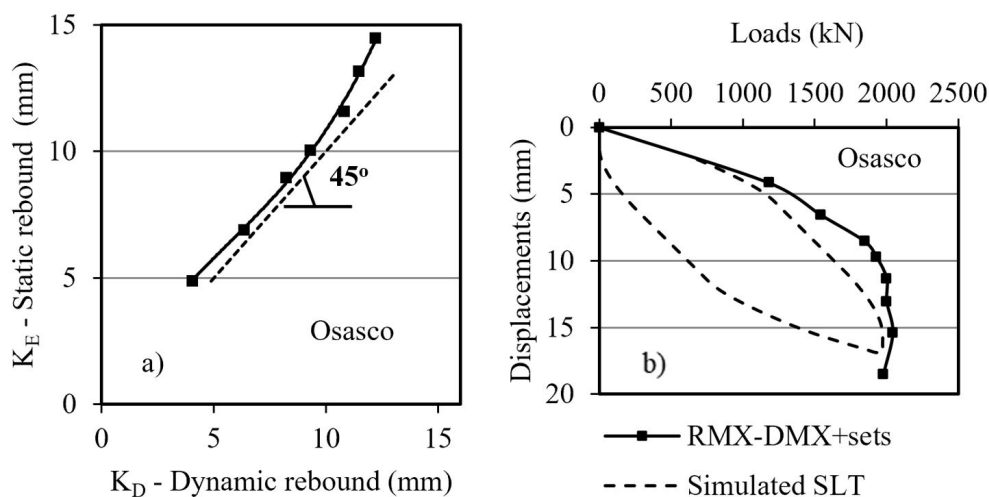 15
10
5
0
0
5
10
15
K_E - Static rebound (mm)
K_D - Dynamic rebound (mm)
45°
Osasco
a)
Loads (kN)
0 500 1000 1500 2000 2500
0
5
10
15
20
Displacements (mm)
Osasco
b)
RMX-DMX+sets
Simulated SLT